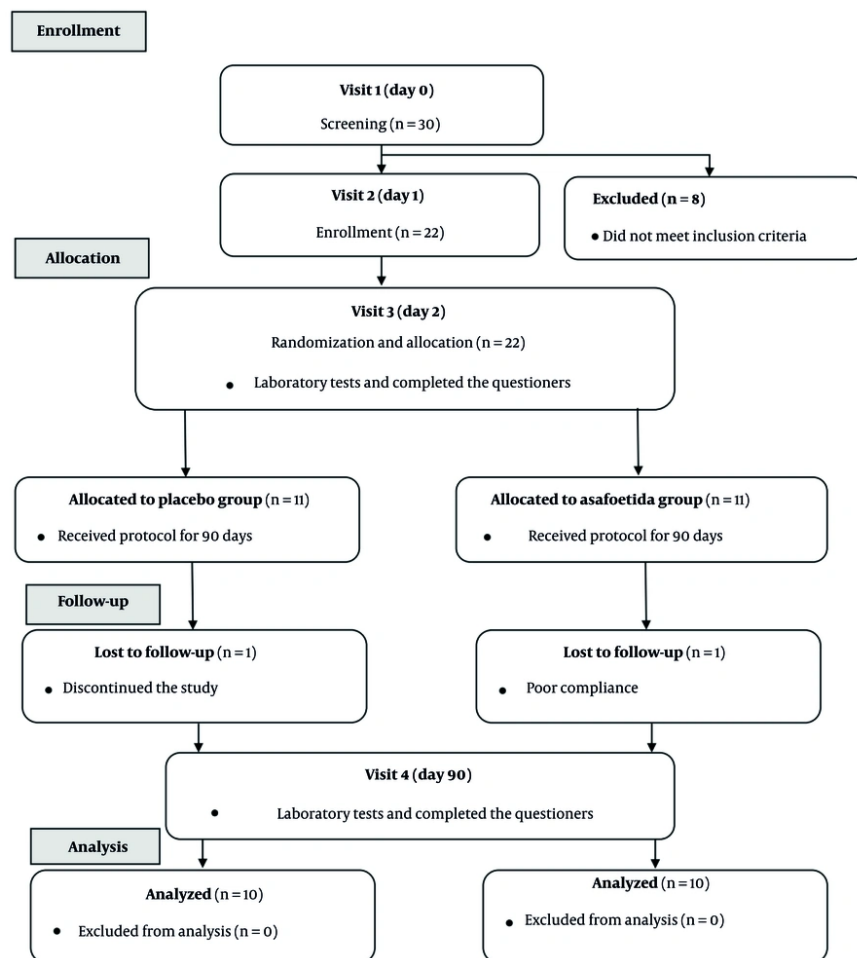 Enrollment
Visit 1 (day 0)
Screening (n = 30)
Visit 2 (day 1)
Enrollment (n = 22)
Excluded (n = 8)
• Did not meet inclusion criteria
Allocation
Visit 3 (day 2)
Randomization and allocation (n = 22)
• Laboratory tests and completed the questioners
Allocated to placebo group (n = 11)
• Received protocol for 90 days
Allocated to asafoetida group (n = 11)
• Received protocol for 90 days
Follow-up
Lost to follow-up (n = 1)
• Discontinued the study
Lost to follow-up (n = 1)
• Poor compliance
Visit 4 (day 90)
• Laboratory tests and completed the questioners
Analysis
Analyzed (n = 10)
• Excluded from analysis (n = 0)
Analyzed (n = 10)
• Excluded from analysis (n = 0)